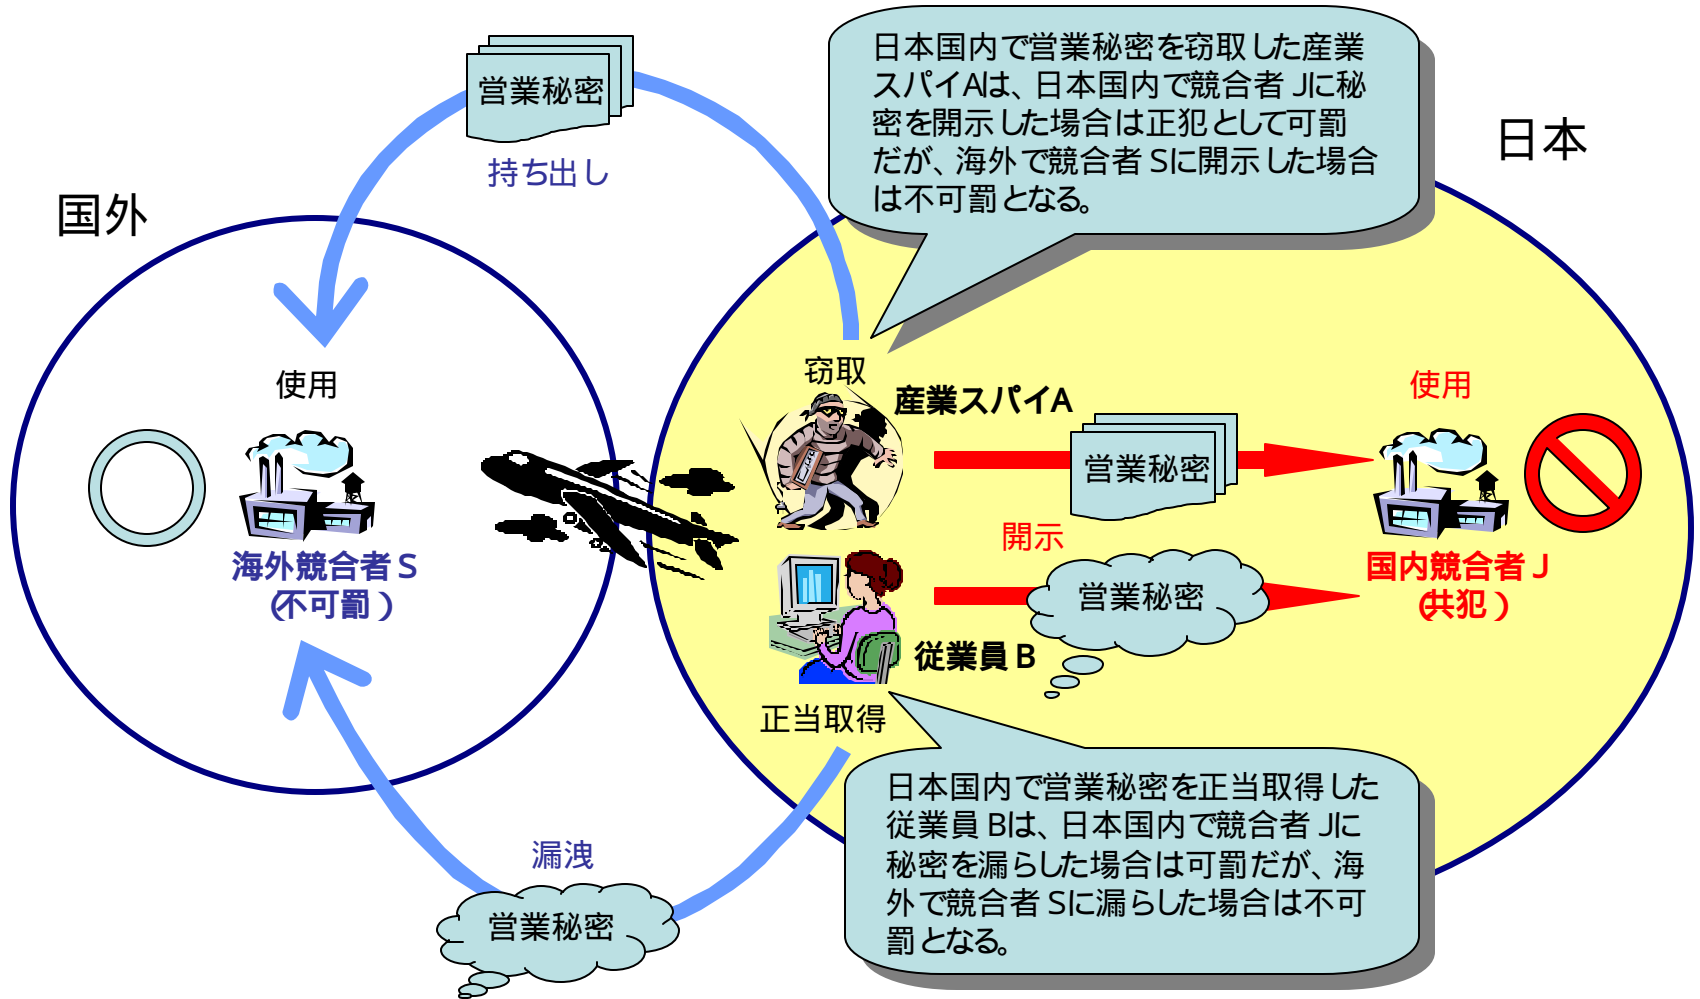 日本国内で営業秘密を窃取した産業
スパイAは、日本国内で競合者Jに秘
密を開示した場合は正犯として可罰
だが、海外で競合者Sに開示した場合
は不可罰となる。
日本
国外
営業秘密
持ち出し
使用
海外競合者S
(不可罰)
窃取
産業スパイA
営業秘密
使用
開示
営業秘密
国内競合者J
(共犯)
従業員B
正当取得
日本国内で営業秘密を正当取得した
従業員Bは、日本国内で競合者Jに
秘密を漏らした場合は可罰だが、海
外で競合者Sに漏らした場合は不可
罰となる。
漏洩
営業秘密